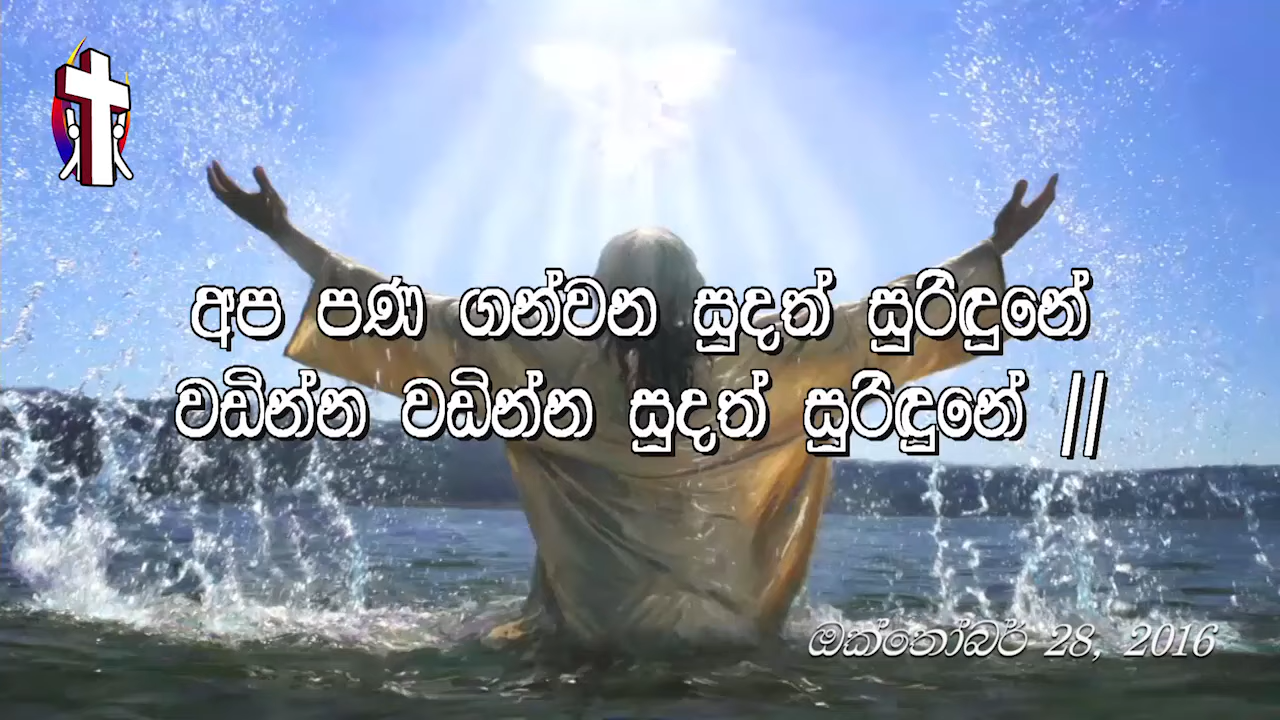 අප පණ ගන්වන සුදත් සුරිඳුනේ
වඩින්න වඩින්න සුදත් සුරිඳුනේ //
ඔක්තෝබර් 28, 2016